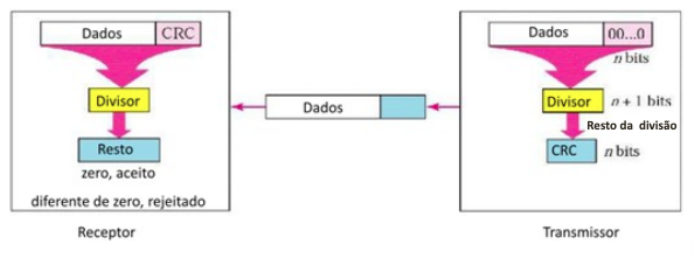 Dados CRC
Divisor
Resto
zero, aceito
diferente de zero, rejeitado
Receptor
Dados
Dados 00...0
n bits
Divisor n + 1 bits
Resto da divisão
CRC n bits
Transmissor